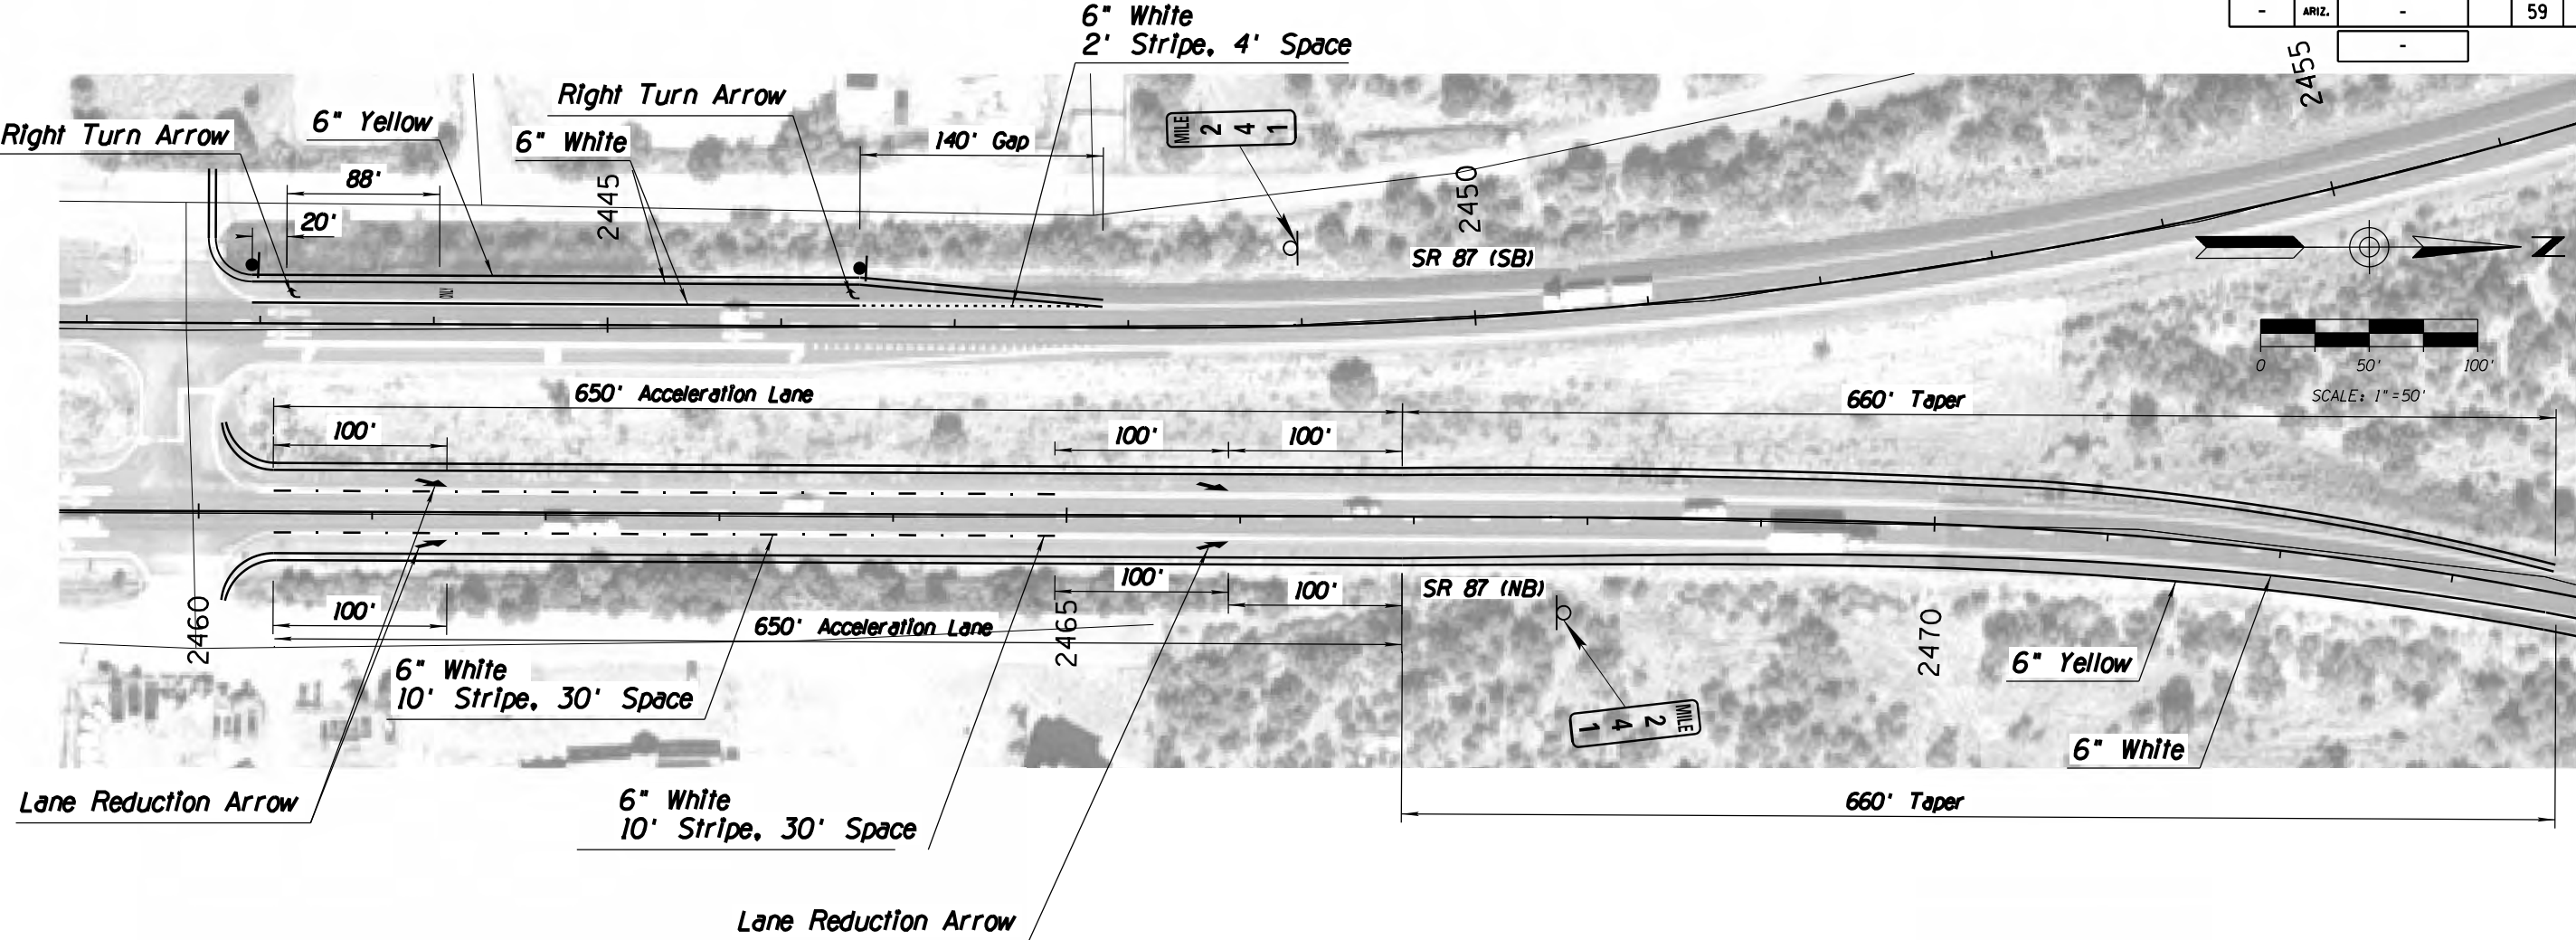 6" White
2' Stripe, 4' Space
- ARIZ. - 59
-
2455
Right Turn Arrow
6" Yellow
Right Turn Arrow
6" White
140' Gap
MILE 2 4 1
88'
20'
2445
2450
SR 87 (SB)
N
ONLY
0 50' 100'
SCALE: 1"=50'
650' Acceleration Lane
660' Taper
100'
100'
100'
100'
100'
100'
SR 87 (NB)
2460
650' Acceleration Lane
2465
2470
6" White
10' Stripe, 30' Space
6" Yellow
MILE 2 4 1
6" White
Lane Reduction Arrow
6" White
10' Stripe, 30' Space
660' Taper
Lane Reduction Arrow